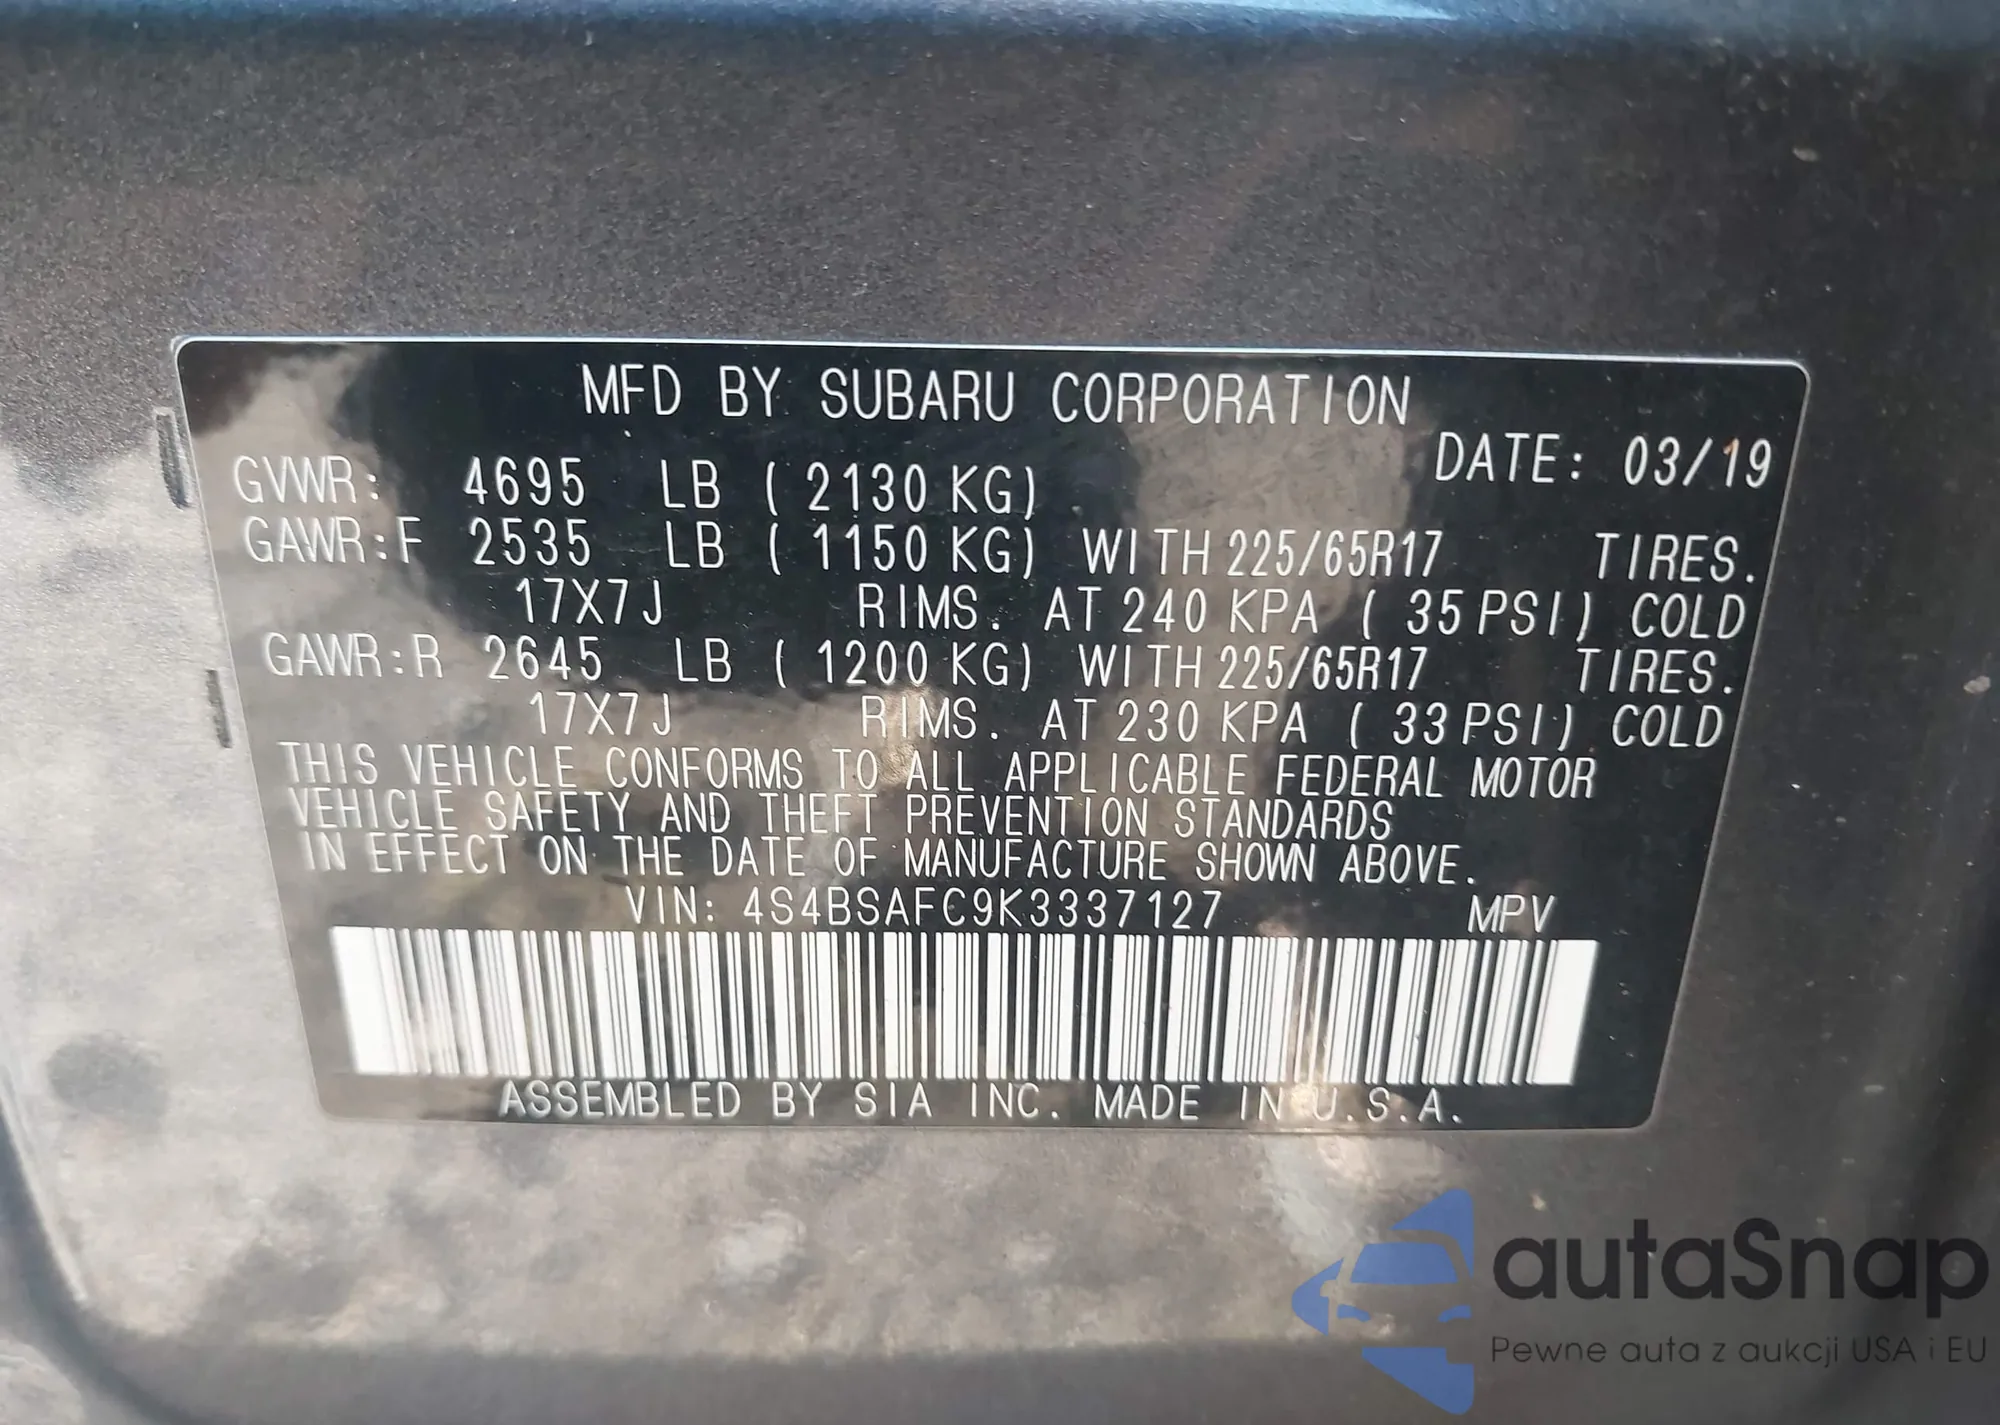 MFD BY SUBARU CORPORATION
DATE: 03/19
GVWR: 4695 LB ( 2130 KG)
GAWR:F 2535 LB ( 1150 KG) WITH 225/65R17 TIRES.
17X7J RIMS. AT 240 KPA ( 35 PSI) COLD
GAWR:R 2645 LB ( 1200 KG) WITH 225/65R17 TIRES.
17X7J RIMS. AT 230 KPA ( 33 PSI) COLD
THIS VEHICLE CONFORMS TO ALL APPLICABLE FEDERAL MOTOR
VEHICLE SAFETY AND THEFT PREVENTION STANDARDS
IN EFFECT ON THE DATE OF MANUFACTURE SHOWN ABOVE.
VIN: 4S4BSAFC9K3337127 MPV
ASSEMBLED BY SIA INC. MADE IN U.S.A.
autaSnap
Pewne auta z aukcji USA i EU